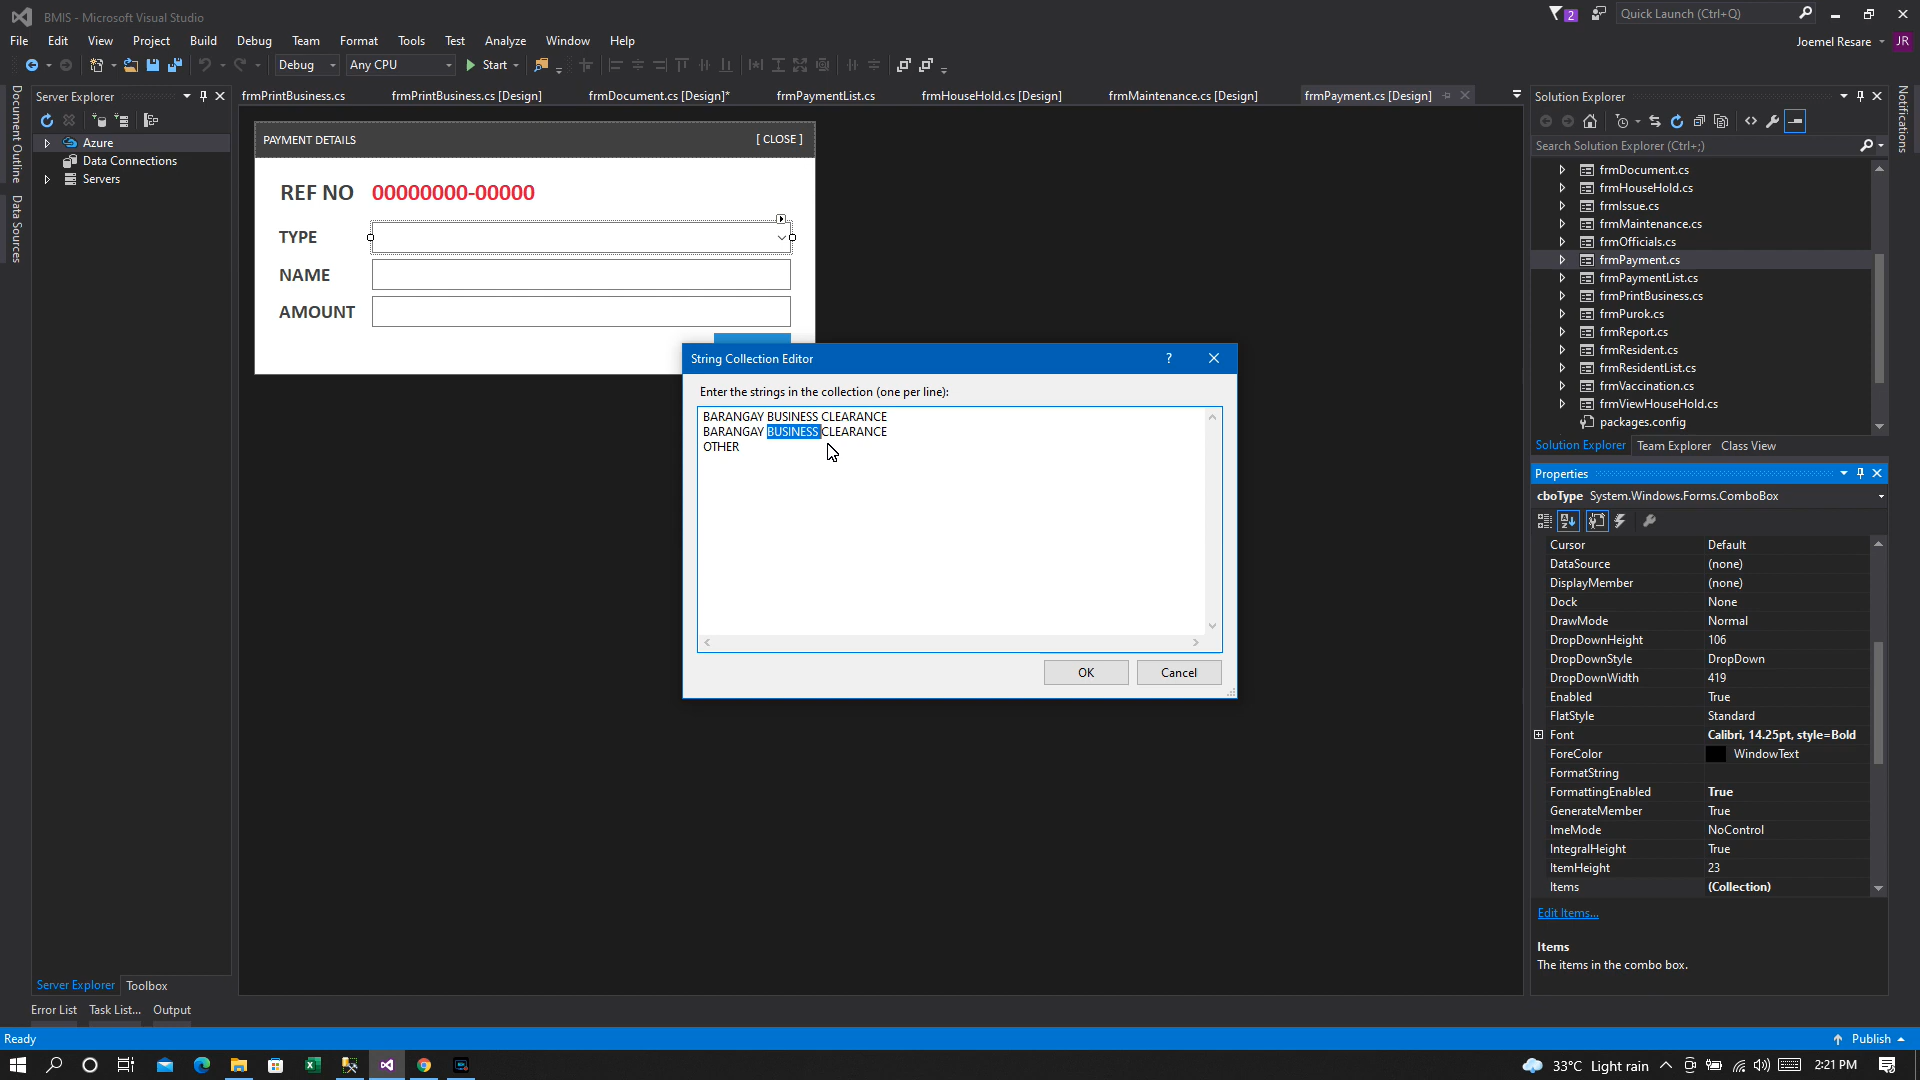 BMIS - Microsoft Visual Studio
2
Quick Launch (Ctrl+Q)
File Edit View Project Build Debug Team Format Tools Test Analyze Window Help
Joemel Resare JR
Debug Any CPU Start
Document Outline
Data Sources
Server Explorer
Azure
Data Connections
Servers
frmPrintBusiness.cs frmPrintBusiness.cs [Design] frmDocument.cs [Design]* frmPaymentList.cs frmHouseHold.cs [Design] frmMaintenance.cs [Design] frmPayment.cs [Design]
PAYMENT DETAILS [ CLOSE ]
REF NO 00000000-00000
TYPE
NAME
AMOUNT
String Collection Editor ?
Enter the strings in the collection (one per line):
BARANGAY BUSINESS CLEARANCE
BARANGAY BUSINESS CLEARANCE
OTHER
OK Cancel
Solution Explorer
Search Solution Explorer (Ctrl+;)
frmDocument.cs
frmHouseHold.cs
frmIssue.cs
frmMaintenance.cs
frmOfficials.cs
frmPayment.cs
frmPaymentList.cs
frmPrintBusiness.cs
frmPurok.cs
frmReport.cs
frmResident.cs
frmResidentList.cs
frmVaccination.cs
frmViewHouseHold.cs
packages.config
Solution Explorer Team Explorer Class View
Notifications
Properties
cboType System.Windows.Forms.ComboBox
Cursor Default
DataSource (none)
DisplayMember (none)
Dock None
DrawMode Normal
DropDownHeight 106
DropDownStyle DropDown
DropDownWidth 419
Enabled True
FlatStyle Standard
Font Calibri, 14.25pt, style=Bold
ForeColor WindowText
FormatString
FormattingEnabled True
GenerateMember True
ImeMode NoControl
IntegralHeight True
ItemHeight 23
Items (Collection)
Edit Items...
Items
The items in the combo box.
Server Explorer Toolbox
Error List Task List... Output
Ready
Publish
33°C Light rain
2:21 PM